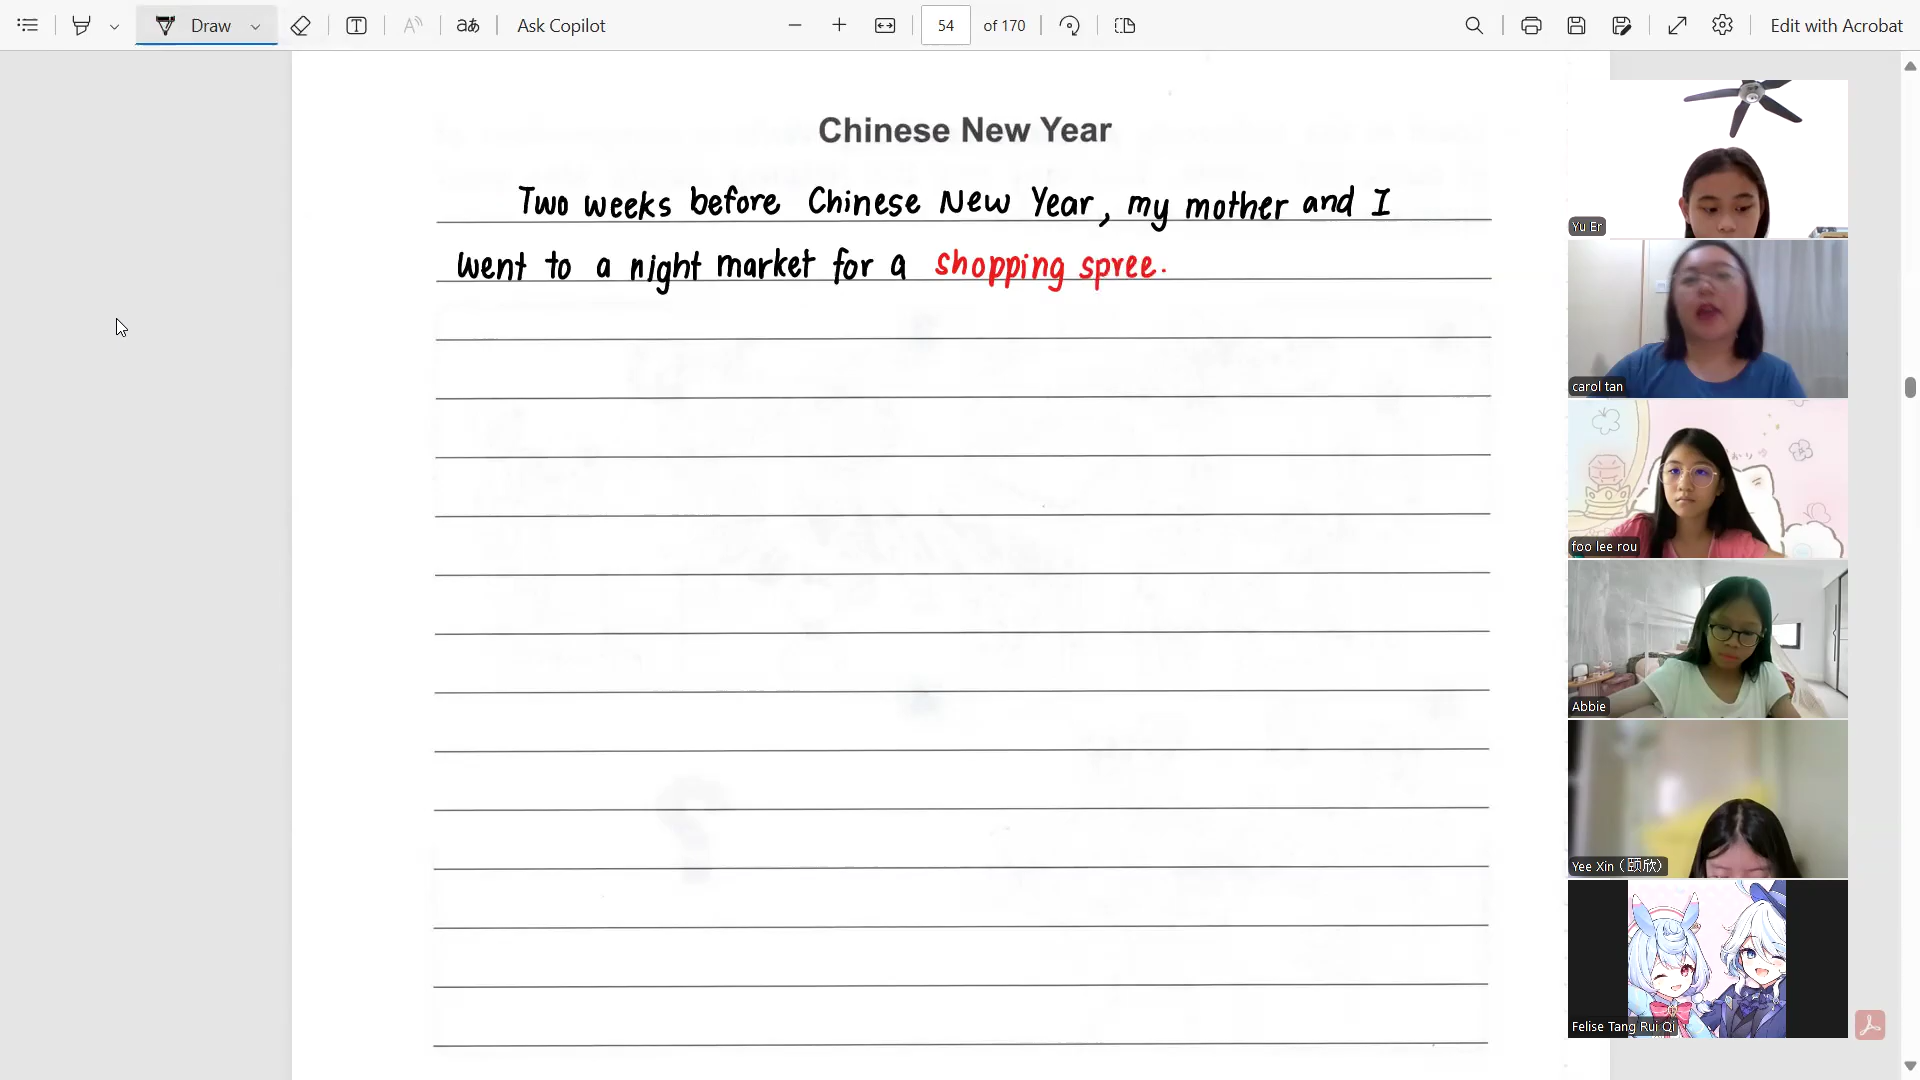 Draw
Ask Copilot
54 of 170
Edit with Acrobat
Chinese New Year
Two weeks before Chinese New Year, my mother and I
went to a night market for a shopping spree.
Yu Er
carol tan
foo lee rou
Abbie
Yee Xin (颐欣)
Felise Tang Rui Qi